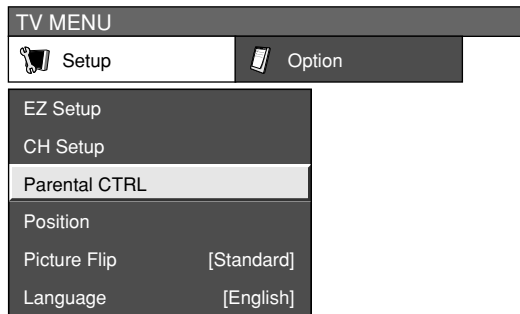 TV MENU
Setup Option
EZ Setup
CH Setup
Parental CTRL
Position
Picture Flip [Standard]
Language [English]